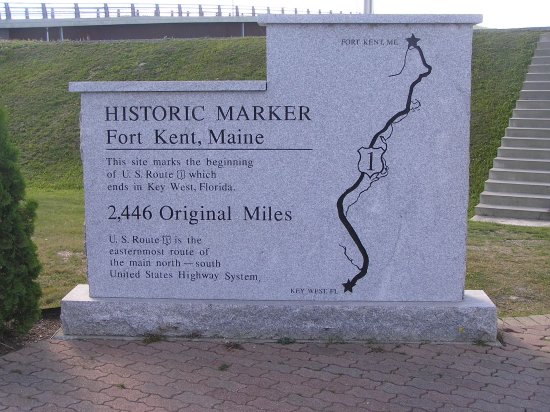 FORT KENT, ME.
HISTORIC MARKER
Fort Kent, Maine
This site marks the beginning
of U. S. Route 1 which
ends in Key West, Florida.
1
2,446 Original Miles
U. S. Route 1 is the
easternmost route of
the main north — south
United States Highway System.
KEY WEST, FL.